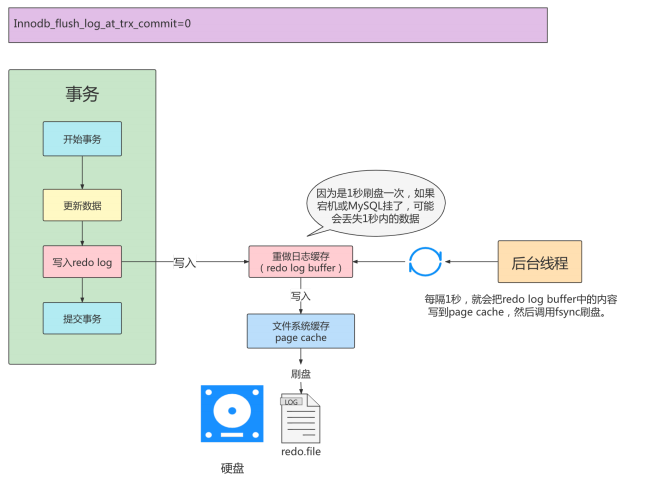 Innodb_flush_log_at_trx_commit=0
事务
开始事务
更新数据
写入redo log
提交事务
写入
因为是1秒刷盘一次，如果
宕机或MySQL挂了，可能
会丢失1秒内的数据
重做日志缓存
（redo log buffer）
后台线程
每隔1秒，就会把redo log buffer中的内容
写到page cache，然后调用fsync刷盘。
写入
文件系统缓存
page cache
刷盘
LOG
redo.file
硬盘